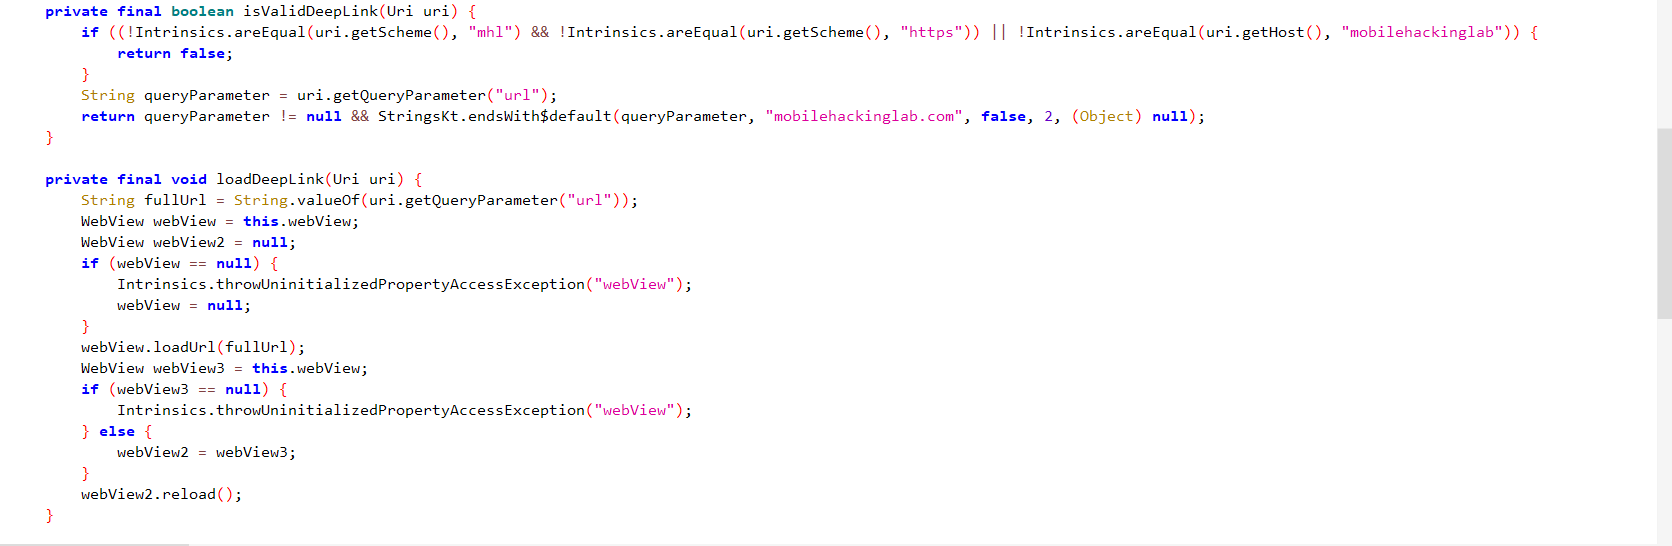 private final boolean isValidDeepLink(Uri uri) {
if ((!Intrinsics.areEqual(uri.getScheme(), "mhl") && !Intrinsics.areEqual(uri.getScheme(), "https")) || !Intrinsics.areEqual(uri.getHost(), "mobilehackinglab")) {
return false;
}
String queryParameter = uri.getQueryParameter("url");
return queryParameter != null && StringsKt.endsWith$default(queryParameter, "mobilehackinglab.com", false, 2, (Object) null);
}
private final void loadDeepLink(Uri uri) {
String fullUrl = String.valueOf(uri.getQueryParameter("url"));
WebView webView = this.webView;
WebView webView2 = null;
if (webView == null) {
Intrinsics.throwUninitializedPropertyAccessException("webView");
webView = null;
}
webView.loadUrl(fullUrl);
WebView webView3 = this.webView;
if (webView3 == null) {
Intrinsics.throwUninitializedPropertyAccessException("webView");
} else {
webView2 = webView3;
}
webView2.reload();
}